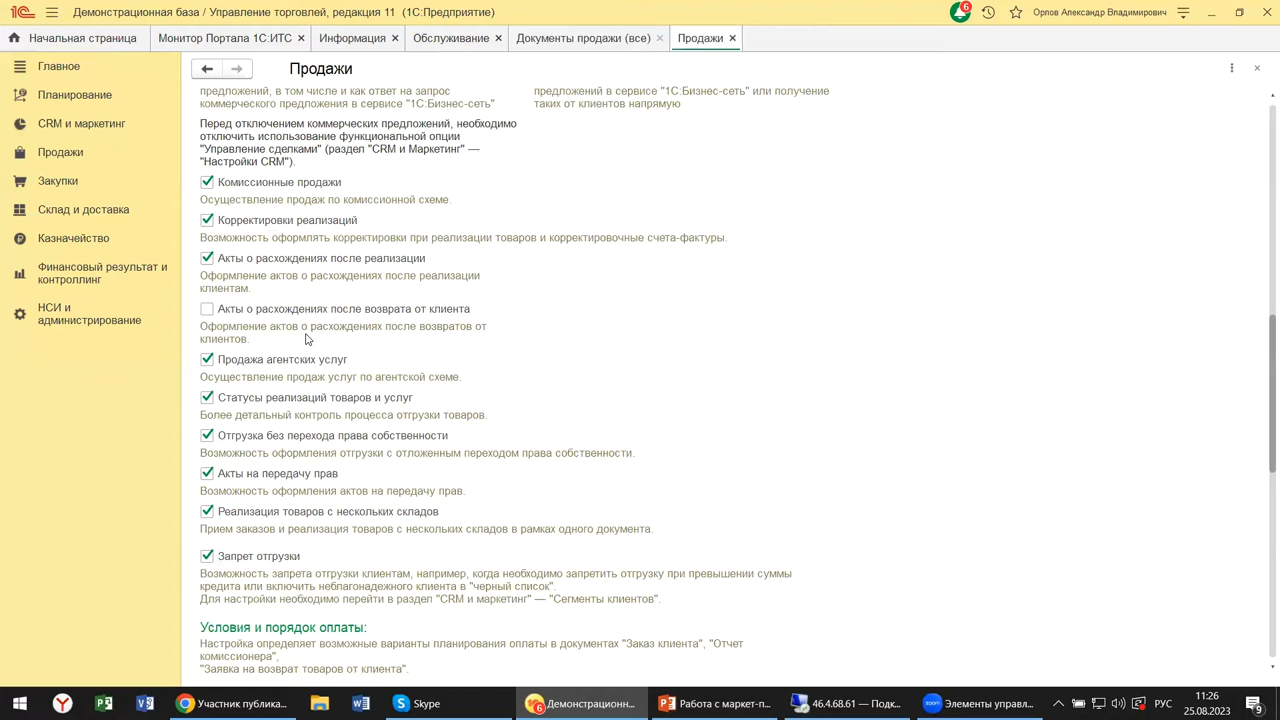 Демонстрационная база / Управление торговлей, редакция 11 (1С:Предприятие)
6
Орлов Александр Владимирович
Начальная страница
Монитор Портала 1С:ИТС
Информация
Обслуживание
Документы продажи (все)
Продажи
Главное
Планирование
CRM и маркетинг
Продажи
Закупки
Склад и доставка
Казначейство
Финансовый результат и
контроллинг
НСИ и
администрирование
Продажи
предложений, в том числе и как ответ на запрос
коммерческого предложения в сервисе "1С:Бизнес-сеть"
предложений в сервисе "1С:Бизнес-сеть" или получение
таких от клиентов напрямую
Перед отключением коммерческих предложений, необходимо
отключить использование функциональной опции
"Управление сделками" (раздел "CRM и Маркетинг" —
"Настройки CRM").
Комиссионные продажи
Осуществление продаж по комиссионной схеме.
Корректировки реализаций
Возможность оформлять корректировки при реализации товаров и корректировочные счета-фактуры.
Акты о расхождениях после реализации
Оформление актов о расхождениях после реализации
клиентам.
Акты о расхождениях после возврата от клиента
Оформление актов о расхождениях после возвратов от
клиентов.
Продажа агентских услуг
Осуществление продаж услуг по агентской схеме.
Статусы реализаций товаров и услуг
Более детальный контроль процесса отгрузки товаров.
Отгрузка без перехода права собственности
Возможность оформления отгрузки с отложенным переходом права собственности.
Акты на передачу прав
Возможность оформления актов на передачу прав.
Реализация товаров с нескольких складов
Прием заказов и реализация товаров с нескольких складов в рамках одного документа.
Запрет отгрузки
Возможность запрета отгрузки клиентам, например, когда необходимо запретить отгрузку при превышении суммы
кредита или включить неблагонадежного клиента в "черный список".
Для настройки необходимо перейти в раздел "CRM и маркетинг" — "Сегменты клиентов".
Условия и порядок оплаты:
Настройка определяет возможные варианты планирования оплаты в документах "Заказ клиента", "Отчет
комиссионера",
"Заявка на возврат товаров от клиента".
Участник публика...
Skype
6
Демонстрационн...
Работа с маркет-п...
46.4.68.61 — Подк...
zoom
Элементы управ...
РУС
11:26
25.08.2023
9